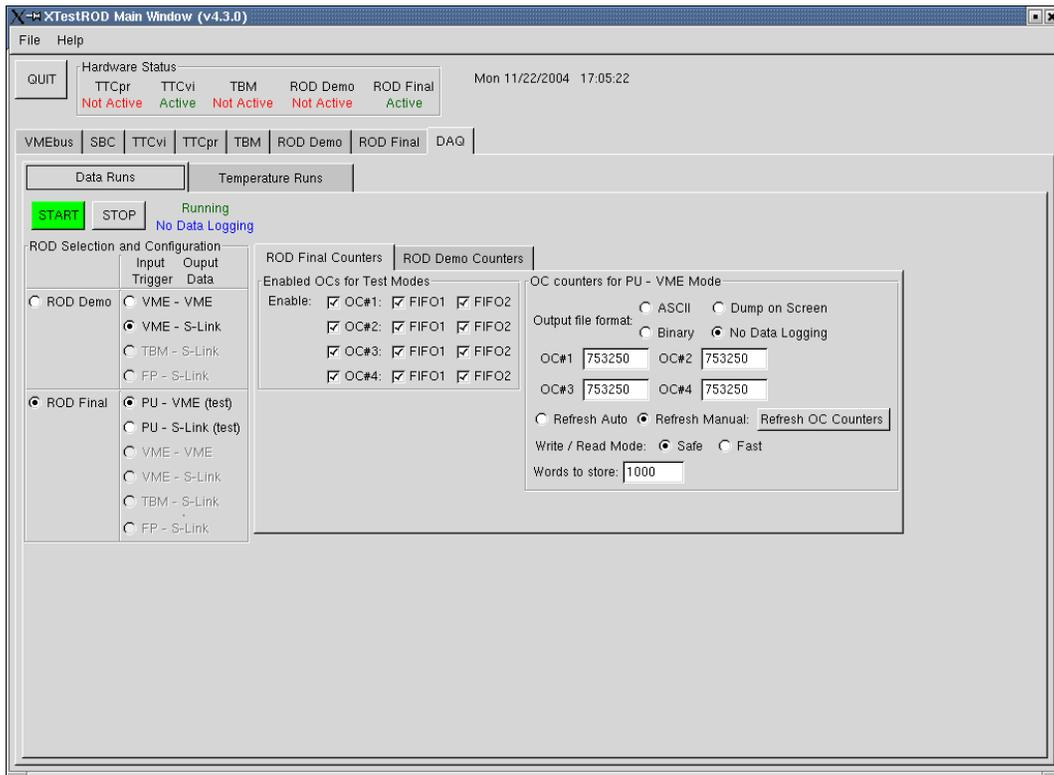 XTestROD Main Window (v4.3.0)
File Help
QUIT
Hardware Status
TTCpr TTCvi TBM ROD Demo ROD Final
Not Active Active Not Active Not Active Active
Mon 11/22/2004 17:05:22
VMEbus SBC TTCvi TTCpr TBM ROD Demo ROD Final DAQ
Data Runs Temperature Runs
START STOP Running
No Data Logging
ROD Selection and Configuration
Input Ouput
Trigger Data
ROD Demo VME - VME
VME - S-Link
TBM - S-Link
FP - S-Link
ROD Final PU - VME (test)
PU - S-Link (test)
VME - VME
VME - S-Link
TBM - S-Link
FP - S-Link
ROD Final Counters ROD Demo Counters
Enabled OCs for Test Modes
Enable: OC#1: FIFO1 FIFO2
OC#2: FIFO1 FIFO2
OC#3: FIFO1 FIFO2
OC#4: FIFO1 FIFO2
OC counters for PU - VME Mode
Output file format: ASCII Dump on Screen
Binary No Data Logging
OC#1 753250 OC#2 753250
OC#3 753250 OC#4 753250
Refresh Auto Refresh Manual: Refresh OC Counters
Write / Read Mode: Safe Fast
Words to store: 1000